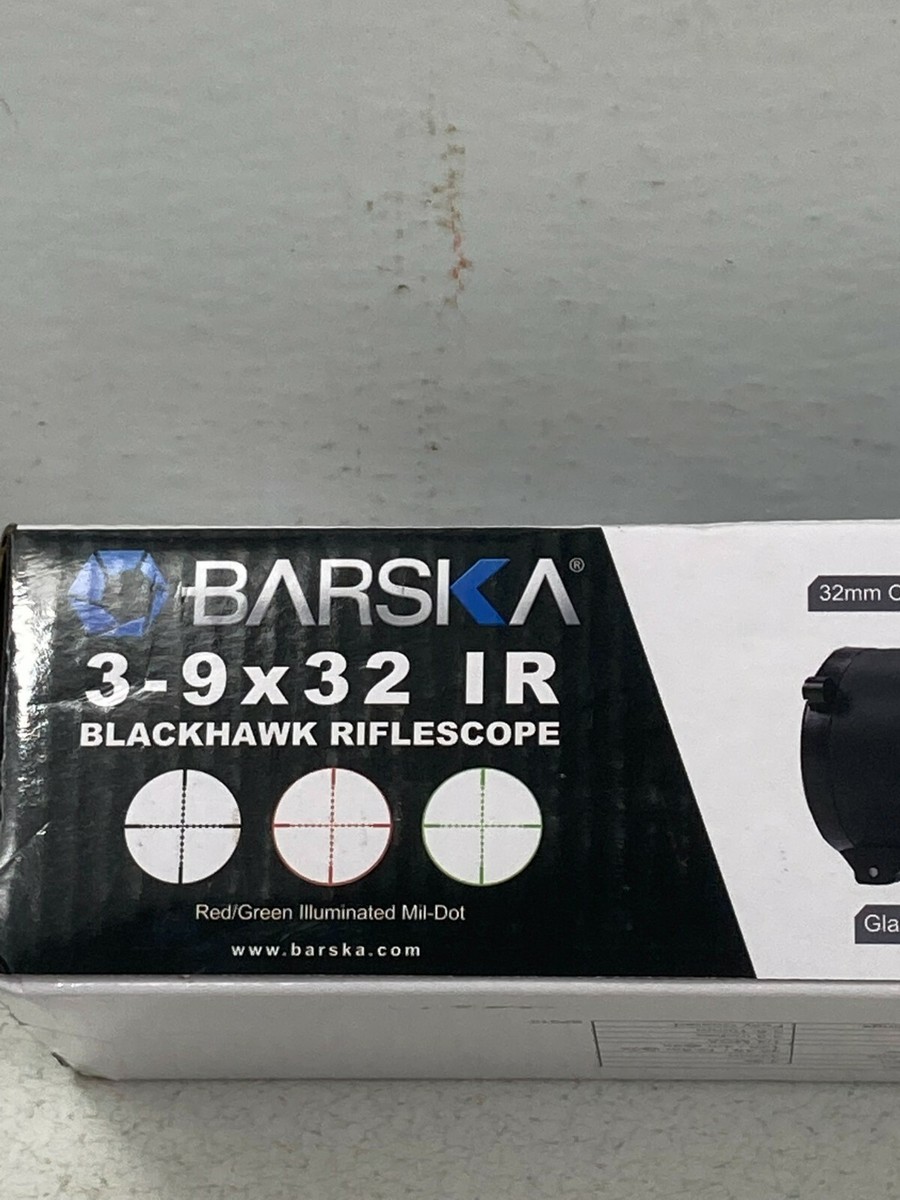 BARSKA®
3-9x32 IR
BLACKHAWK RIFLESCOPE
Red/Green Illuminated Mil-Dot
www.barska.com
32mm